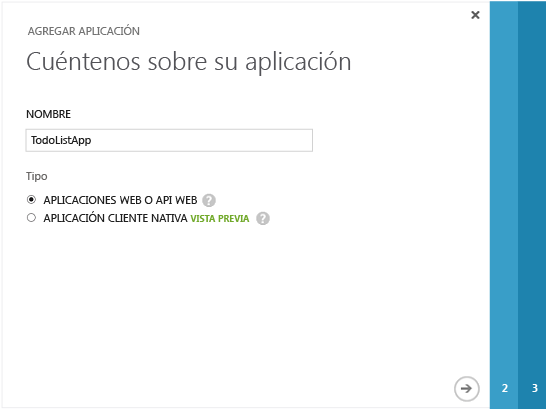 AGREGAR APLICACIÓN
Cuéntenos sobre su aplicación
NOMBRE
TodoListApp
Tipo
APLICACIONES WEB O API WEB ?
APLICACIÓN CLIENTE NATIVA VISTA PREVIA ?
2 3